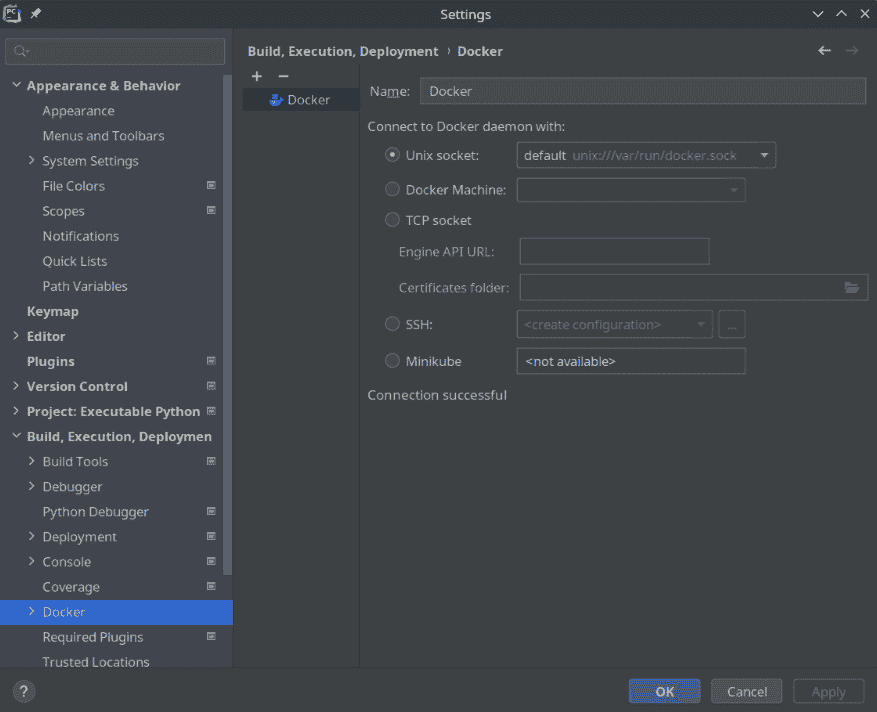 PC
Settings
Build, Execution, Deployment › Docker
Appearance & Behavior
Appearance
Menus and Toolbars
System Settings
File Colors
Scopes
Notifications
Quick Lists
Path Variables
Keymap
Editor
Plugins
Version Control
Project: Executable Python
Build, Execution, Deploymen
Build Tools
Debugger
Python Debugger
Deployment
Console
Coverage
Docker
Required Plugins
Trusted Locations
+ −
Docker
Name: Docker
Connect to Docker daemon with:
Unix socket: default unix:///var/run/docker.sock
Docker Machine:
TCP socket
Engine API URL:
Certificates folder:
SSH: <create configuration> ...
Minikube <not available>
Connection successful
? OK Cancel Apply